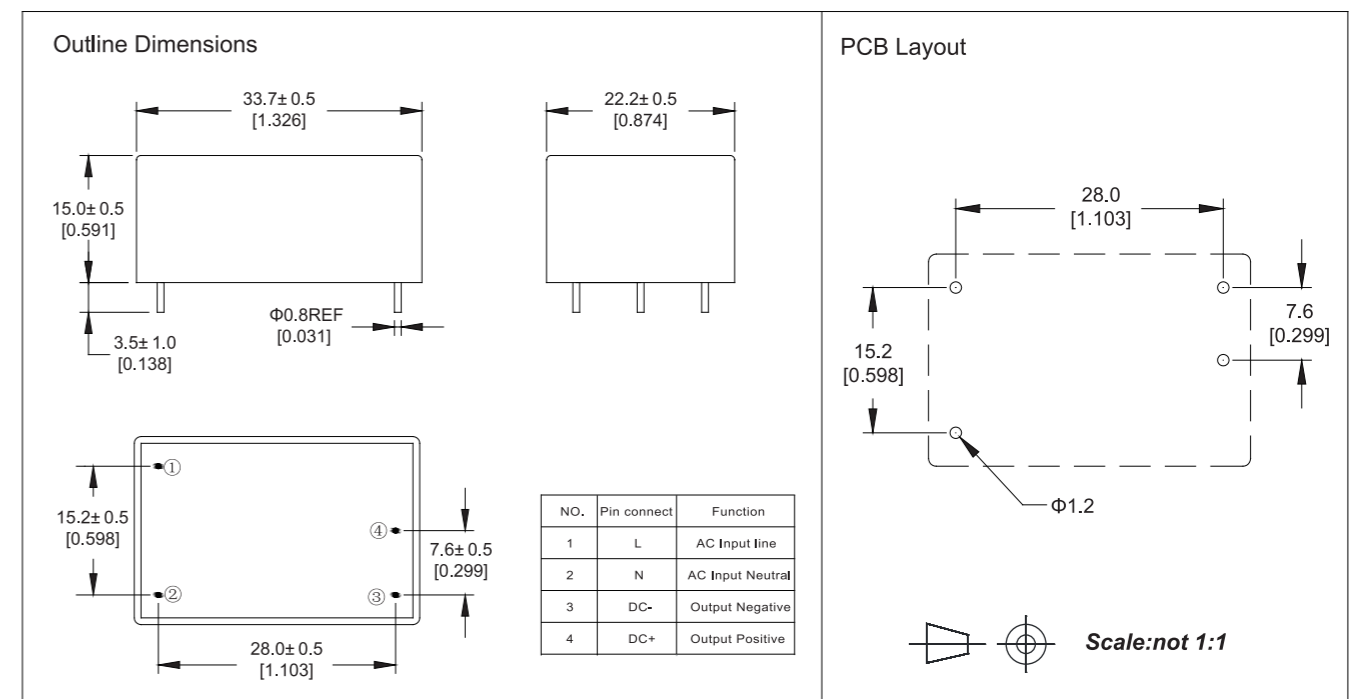 Outline Dimensions
33.7± 0.5
[1.326]
22.2± 0.5
[0.874]
15.0± 0.5
[0.591]
3.5± 1.0
[0.138]
Φ0.8REF
[0.031]
①
②
③
④
15.2± 0.5
[0.598]
7.6± 0.5
[0.299]
28.0± 0.5
[1.103]
NO. Pin connect Function
1 L AC Input line
2 N AC Input Neutral
3 DC- Output Negative
4 DC+ Output Positive
PCB Layout
28.0
[1.103]
7.6
[0.299]
15.2
[0.598]
Φ1.2
Scale:not 1:1